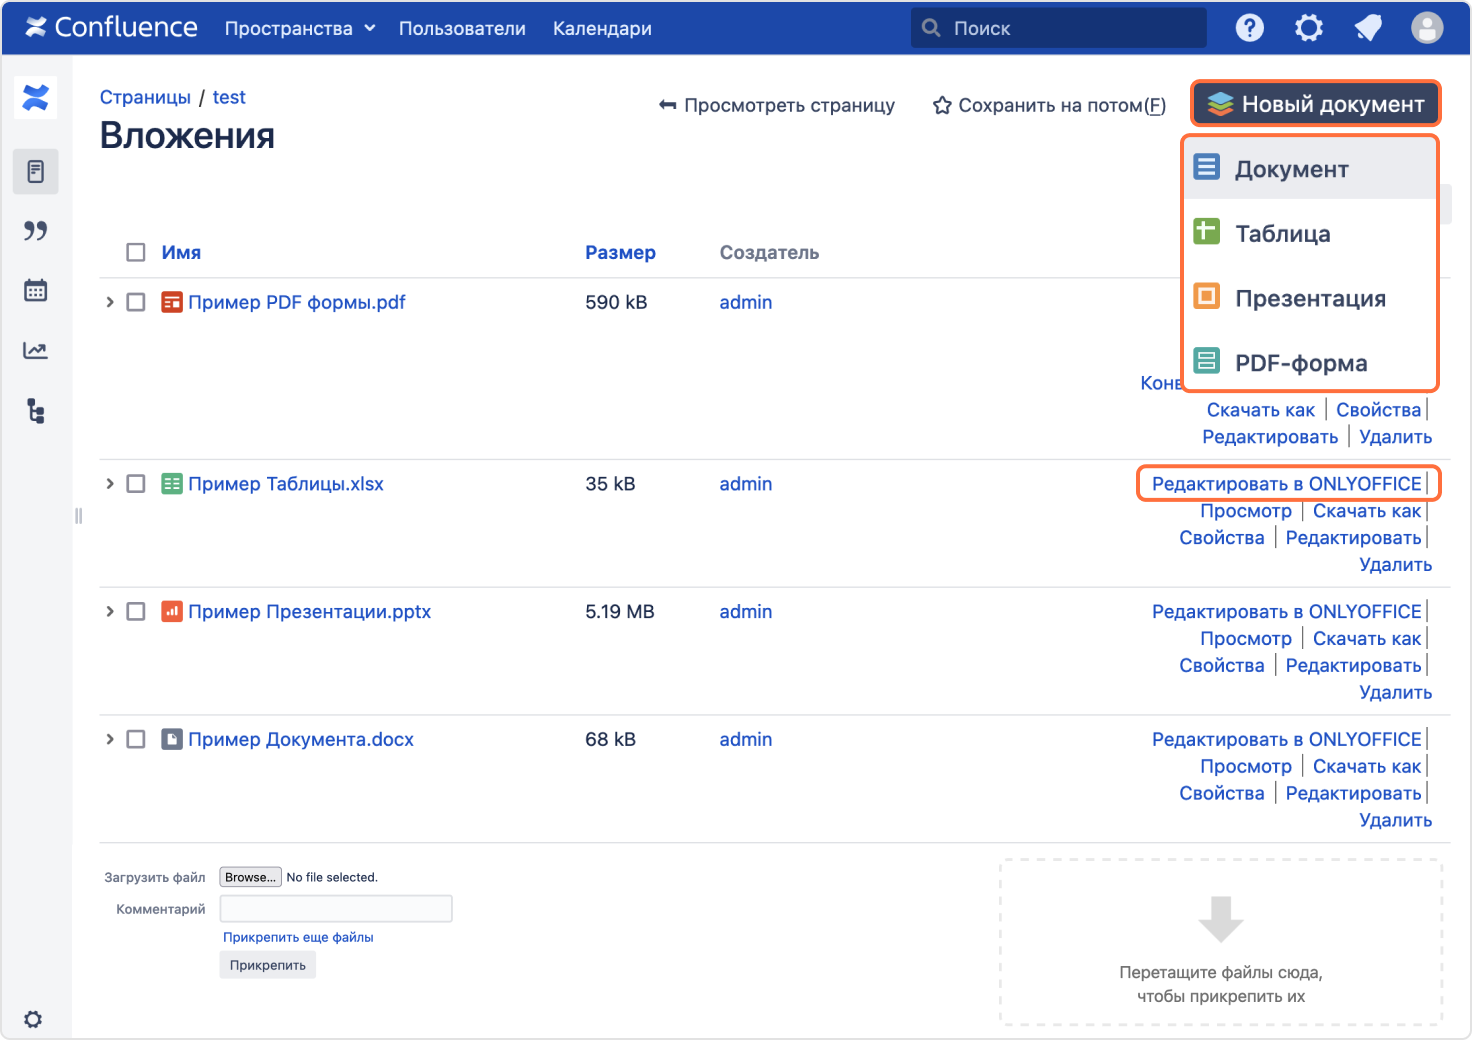 Confluence Пространства Пользователи Календари Поиск
Страницы / test
Вложения
Просмотреть страницу Сохранить на потом(F) Новый документ
Документ
Таблица
Презентация
PDF-форма
Имя Размер Создатель
Пример PDF формы.pdf 590 kB admin
Скачать как | Свойства |
Редактировать | Удалить
Пример Таблицы.xlsx 35 kB admin Редактировать в ONLYOFFICE |
Просмотр | Скачать как |
Свойства | Редактировать |
Удалить
Пример Презентации.pptx 5.19 MB admin Редактировать в ONLYOFFICE |
Просмотр | Скачать как |
Свойства | Редактировать |
Удалить
Пример Документа.docx 68 kB admin Редактировать в ONLYOFFICE |
Просмотр | Скачать как |
Свойства | Редактировать |
Удалить
Загрузить файл Browse... No file selected.
Комментарий
Прикрепить еще файлы
Прикрепить
Перетащите файлы сюда,
чтобы прикрепить их